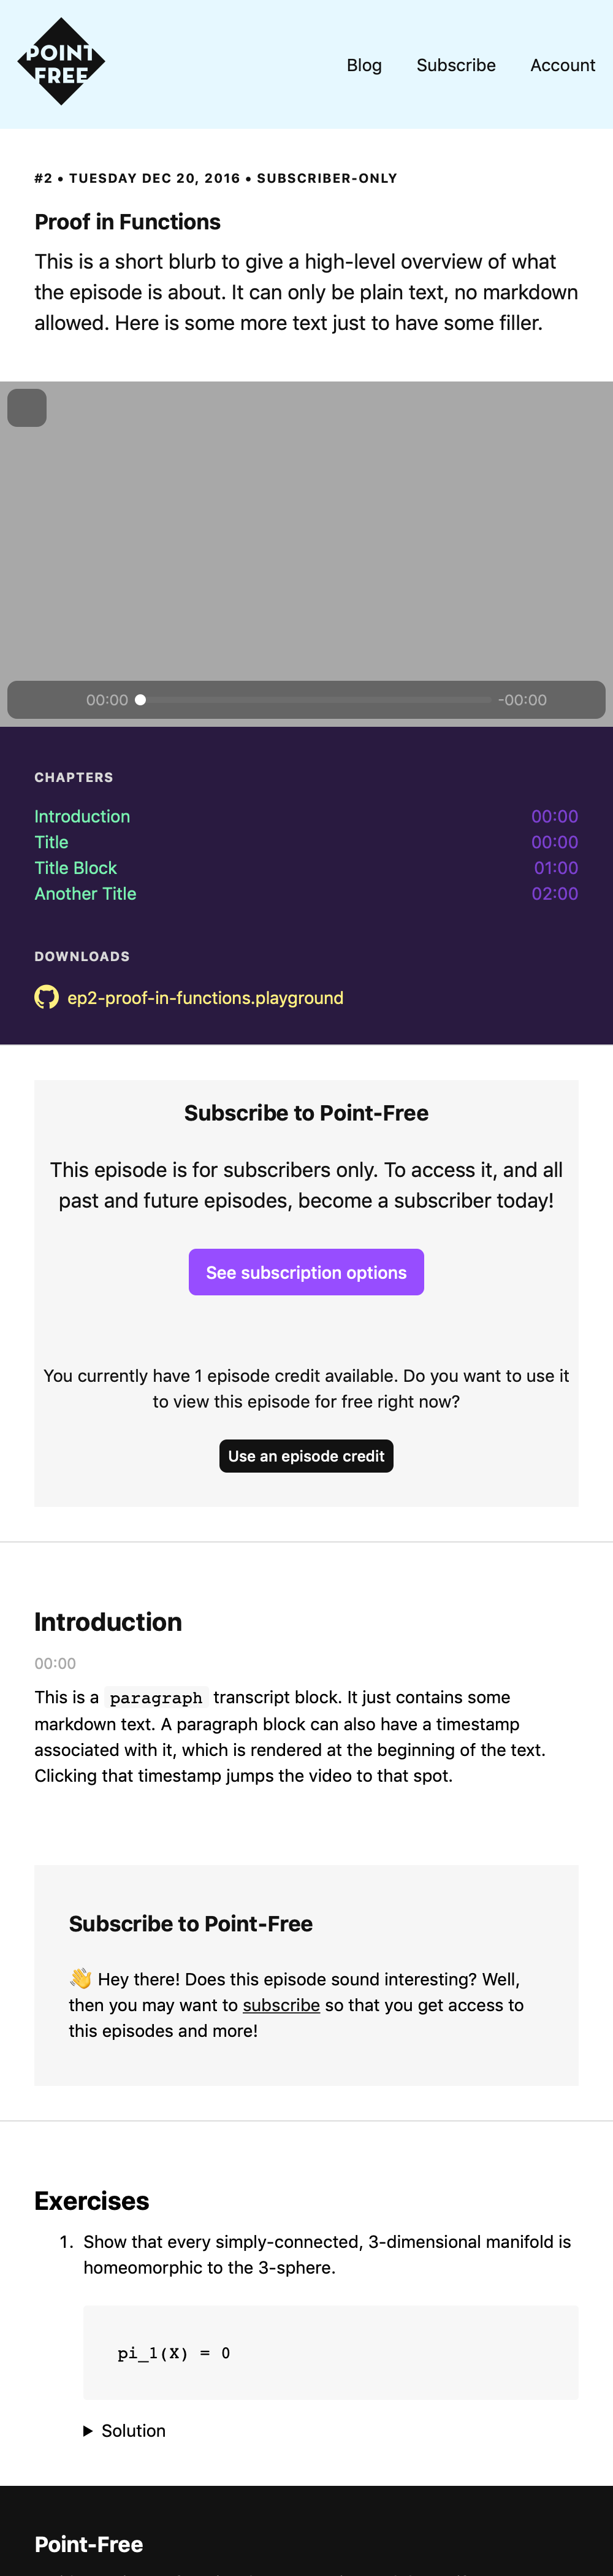 POINT
FREE
Blog Subscribe Account
#2 • TUESDAY DEC 20, 2016 • SUBSCRIBER-ONLY
Proof in Functions
This is a short blurb to give a high-level overview of what
the episode is about. It can only be plain text, no markdown
allowed. Here is some more text just to have some filler.
00:00 -00:00
CHAPTERS
Introduction 00:00
Title 00:00
Title Block 01:00
Another Title 02:00
DOWNLOADS
ep2-proof-in-functions.playground
Subscribe to Point-Free
This episode is for subscribers only. To access it, and all
past and future episodes, become a subscriber today!
See subscription options
You currently have 1 episode credit available. Do you want to use it
to view this episode for free right now?
Use an episode credit
Introduction
00:00
This is a paragraph transcript block. It just contains some
markdown text. A paragraph block can also have a timestamp
associated with it, which is rendered at the beginning of the text.
Clicking that timestamp jumps the video to that spot.
Subscribe to Point-Free
👋 Hey there! Does this episode sound interesting? Well,
then you may want to subscribe so that you get access to
this episodes and more!
Exercises
1. Show that every simply-connected, 3-dimensional manifold is
homeomorphic to the 3-sphere.
pi_1(X) = 0
▶ Solution
Point-Free